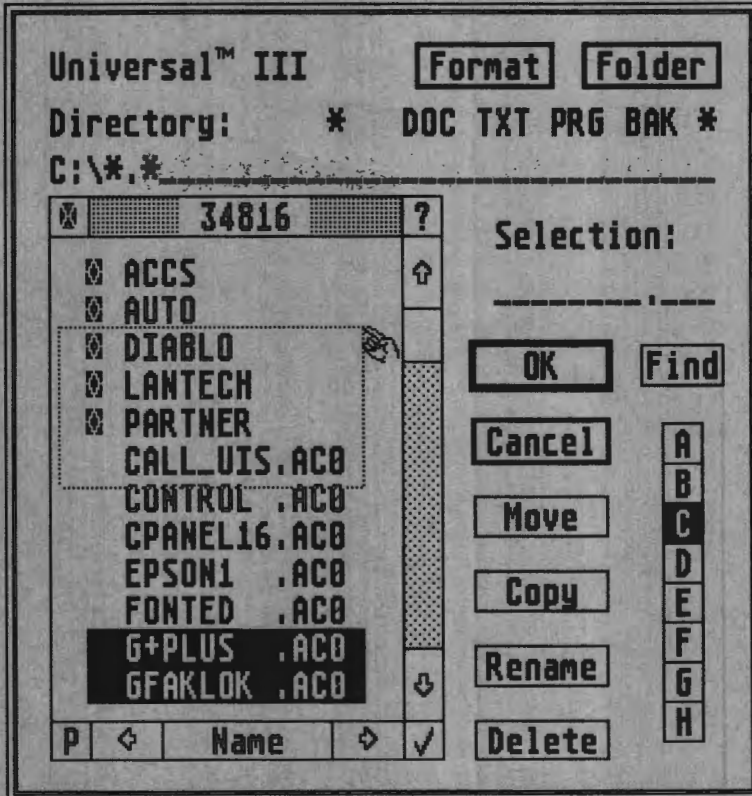 Universal™ III Format Folder
Directory: * DOC TXT PRG BAK *
C:\*.*
34816 ?
Selection:
ACCS
AUTO
DIABLO
LANTECH
PARTNER
CALL_UIS.AC0
CONTROL .AC0
CPANEL16.AC0
EPSON1 .AC0
FONTED .AC0
G+PLUS .AC0
GFAKLOK .AC0
P Name
OK Find
Cancel
Move
Copy
Rename
Delete
A
B
C
D
E
F
G
H